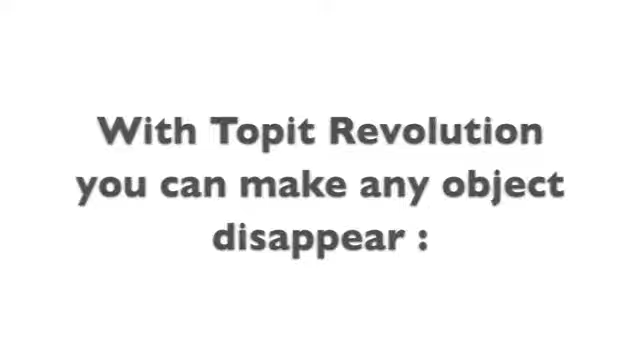 With Topit Revolution
you can make any object
disappear :